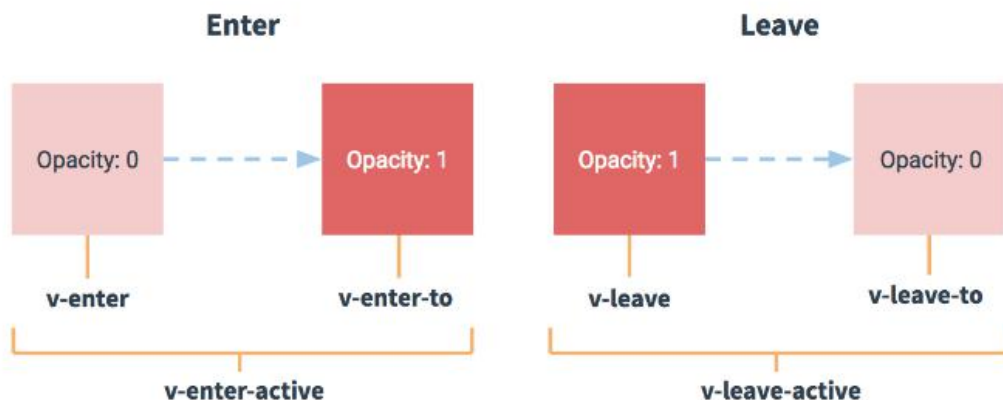 Enter
Leave
Opacity: 0
Opacity: 1
Opacity: 1
Opacity: 0
v-enter
v-enter-to
v-leave
v-leave-to
v-enter-active
v-leave-active